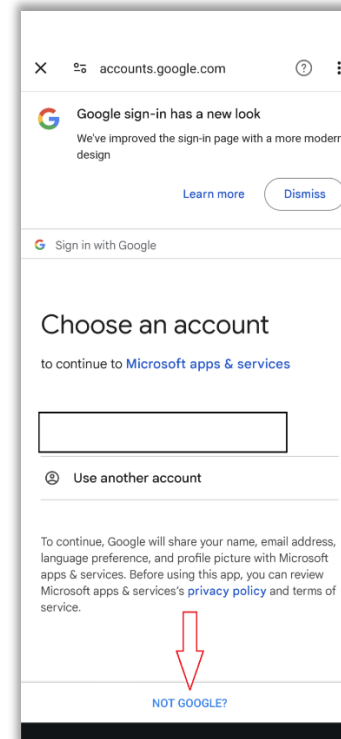 accounts.google.com
Google sign-in has a new look
We've improved the sign-in page with a more modern
design
Learn more
Dismiss
Sign in with Google
Choose an account
to continue to Microsoft apps & services
Use another account
To continue, Google will share your name, email address,
language preference, and profile picture with Microsoft
apps & services. Before using this app, you can review
Microsoft apps & services's privacy policy and terms of
service.
NOT GOOGLE?